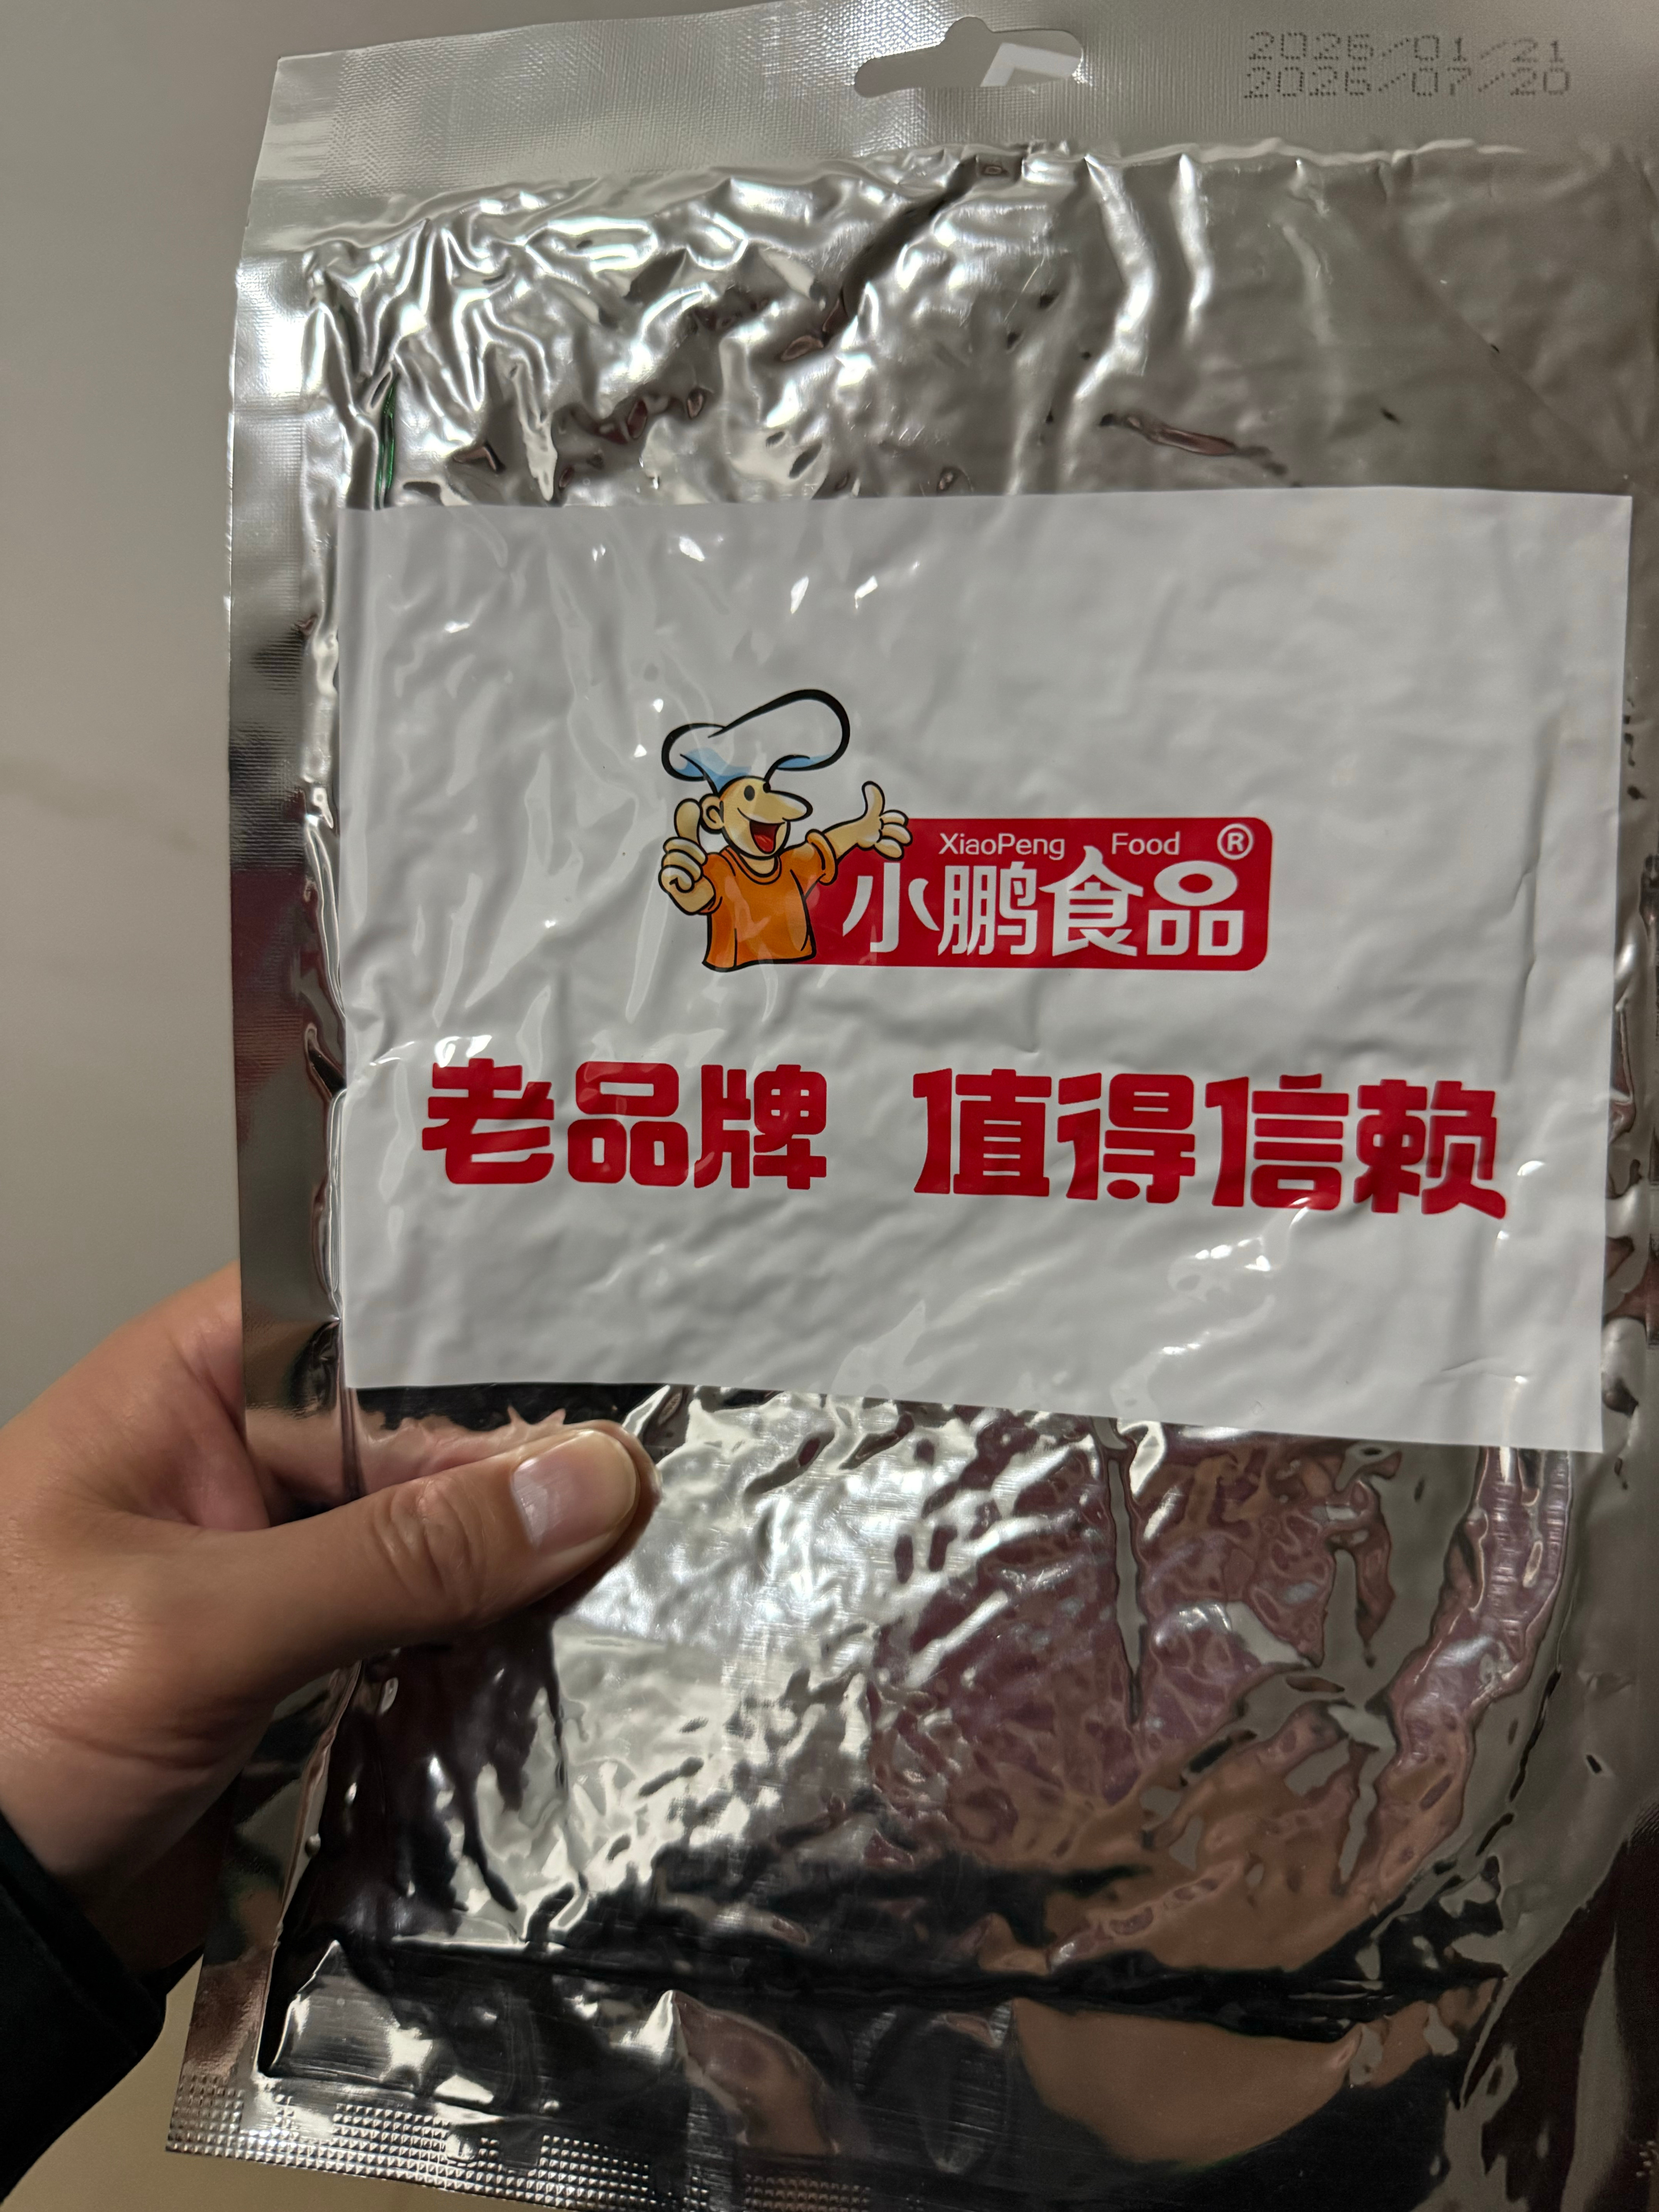 2026/01/21
2026/07/20
XiaoPeng Food ®
小鹏食品
老品牌 值得信赖